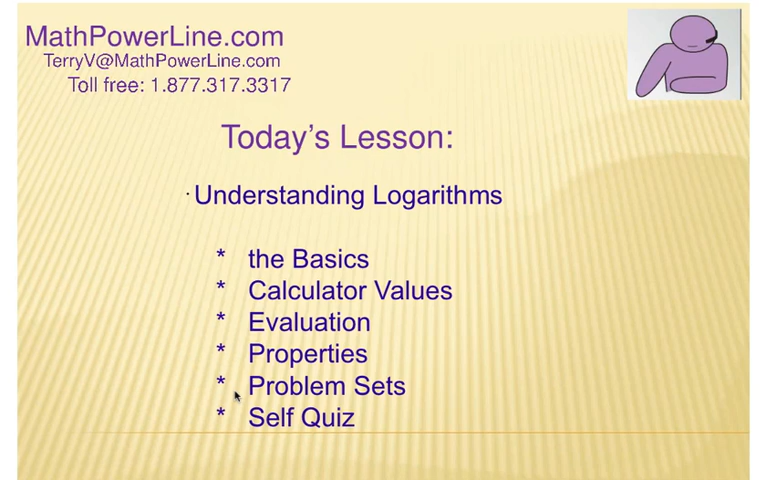 MathPowerLine.com
TerryV@MathPowerLine.com
Toll free: 1.877.317.3317
Today's Lesson:
· Understanding Logarithms
* the Basics
* Calculator Values
* Evaluation
* Properties
* Problem Sets
* Self Quiz